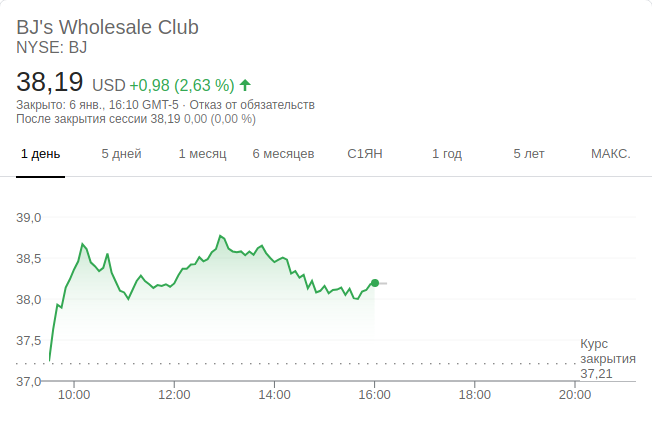 BJ's Wholesale Club
NYSE: BJ
38,19 USD +0,98 (2,63 %)
Закрыто: 6 янв., 16:10 GMT-5 · Отказ от обязательств
После закрытия сессии 38,19 0,00 (0,00 %)
1 день 5 дней 1 месяц 6 месяцев С1ЯН 1 год 5 лет МАКС.
39,0
38,5
38,0
37,5
Курс
закрытия
37,21
37,0
10:00 12:00 14:00 16:00 18:00 20:00